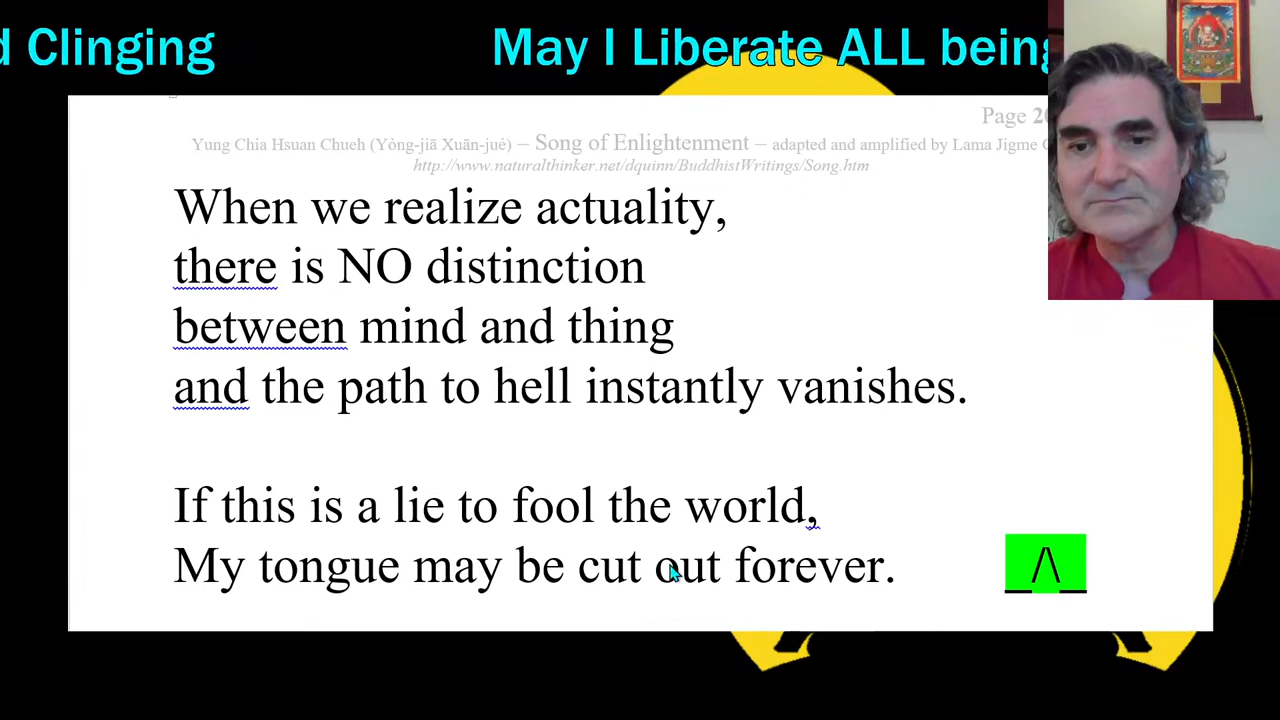 d Clinging
May I Liberate ALL being
Page 20
Yung Chia Hsuan Chueh (Yòng-jiā Xuān-jué) – Song of Enlightenment – adapted and amplified by Lama Jigme
http://www.naturalthinker.net/dquinn/BuddhistWritings/Song.htm
When we realize actuality,
there is NO distinction
between mind and thing
and the path to hell instantly vanishes.
If this is a lie to fool the world,
My tongue may be cut out forever.
_/\_